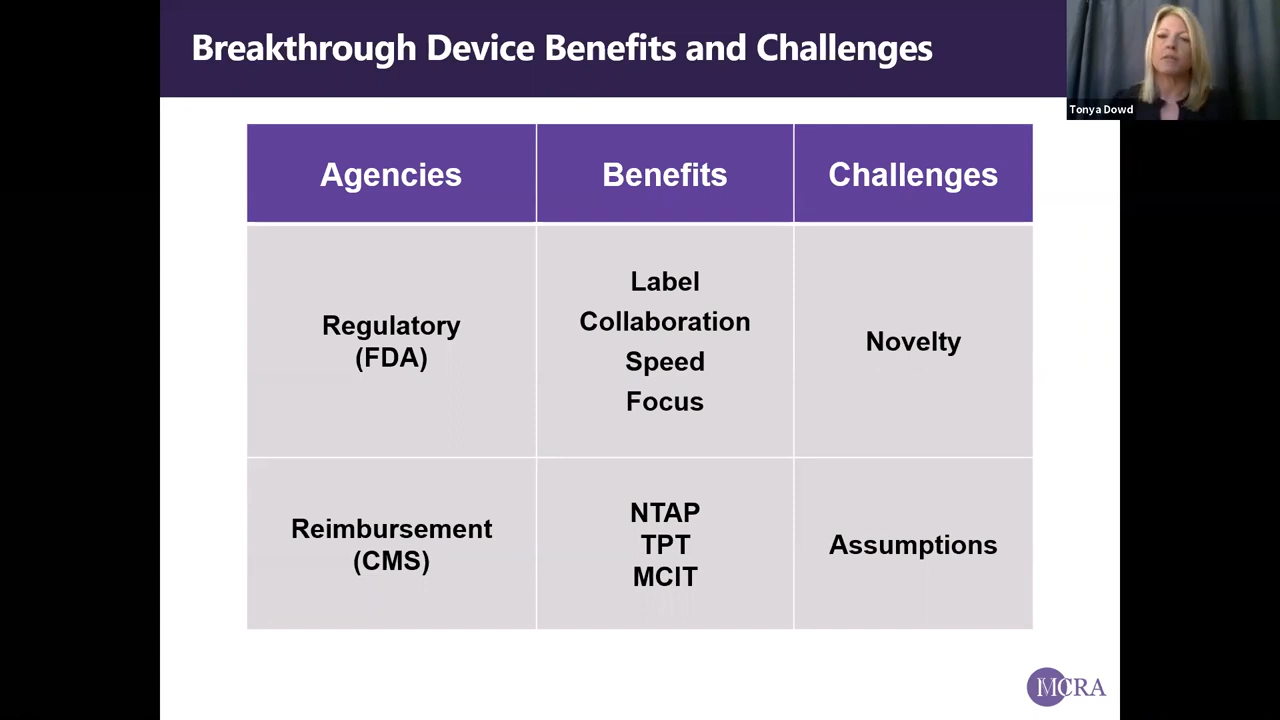 Breakthrough Device Benefits and Challenges
Tonya Dowd
Agencies
Benefits
Challenges
Regulatory
(FDA)
Label
Collaboration
Speed
Focus
Novelty
Reimbursement
(CMS)
NTAP
TPT
MCIT
Assumptions
MCRA